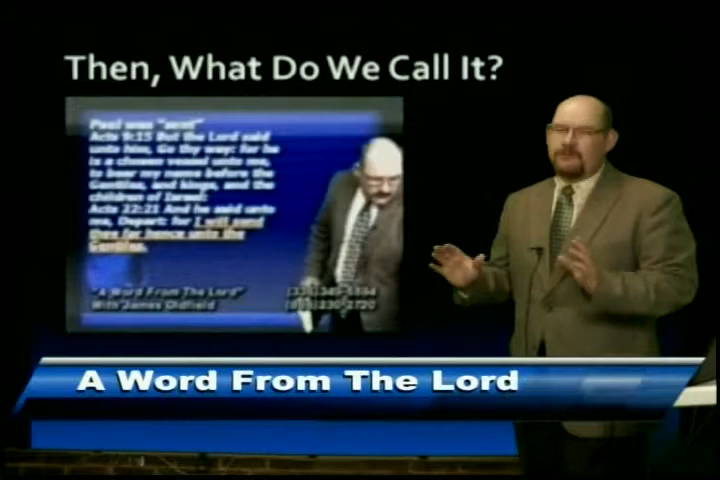 Then, What Do We Call It?
Paul was "sent"
Acts 9:15 But the Lord said
unto him, Go thy way: for he
is a chosen vessel unto me,
to bear my name before the
Gentiles, and kings, and the
children of Israel:
Acts 22:21 And he said unto
me, Depart: for I will send
thee far hence unto the
Gentiles.
"A Word From The Lord"
With James Oldfield
A Word From The Lord